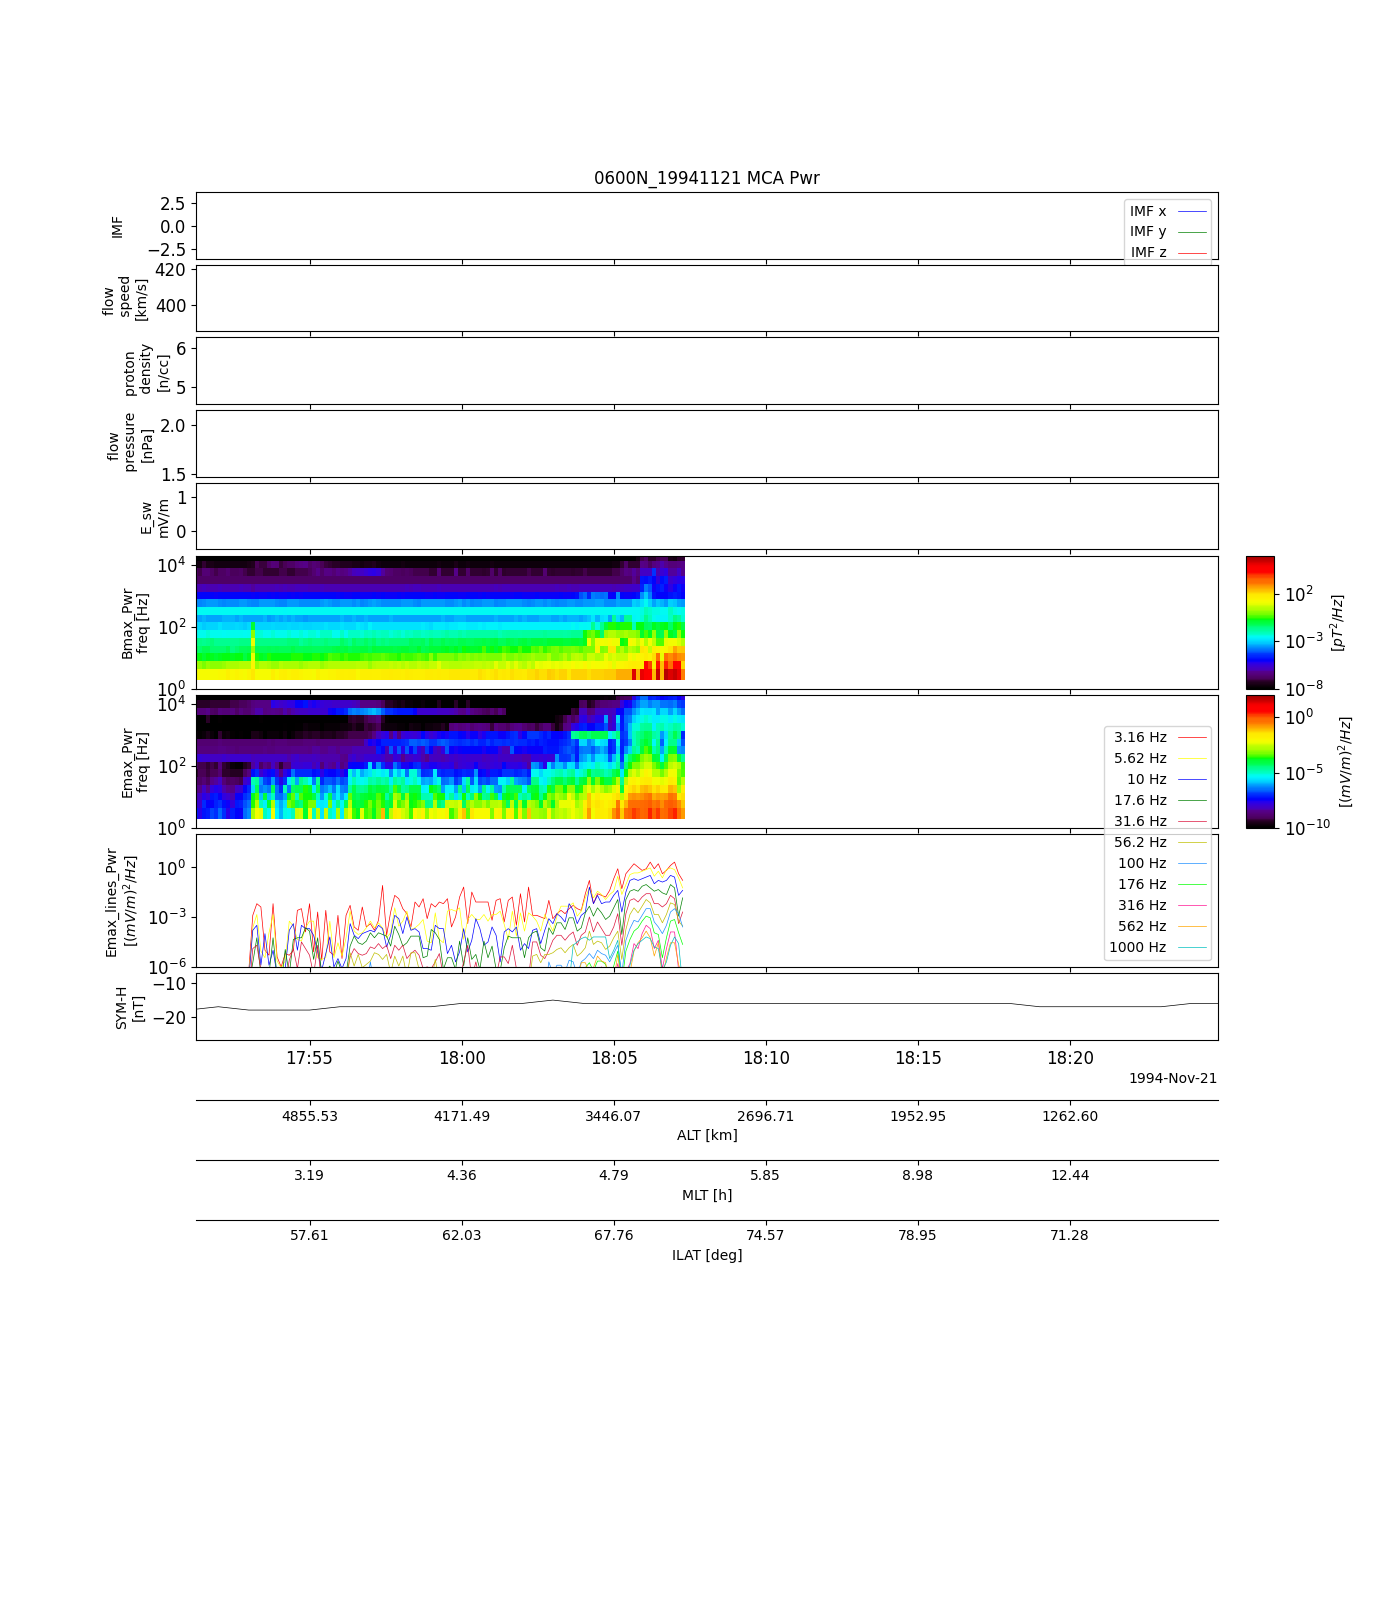 0600N_19941121 MCA Pwr
IMF
2.5
0.0
−2.5
IMF x
IMF y
IMF z
flow
speed
[km/s]
420
400
proton
density
[n/cc]
6
5
flow
pressure
[nPa]
2.0
1.5
E_sw
mV/m
1
0
Bmax_Pwr
freq [Hz]
10^4
10^2
10^0
10^2
10^−3
10^−8
[pT^2/Hz]
Emax_Pwr
freq [Hz]
10^4
10^2
10^0
10^0
10^−5
10^−10
[(mV/m)^2/Hz]
3.16 Hz
5.62 Hz
10 Hz
17.6 Hz
31.6 Hz
56.2 Hz
100 Hz
176 Hz
316 Hz
562 Hz
1000 Hz
Emax_lines_Pwr
[(mV/m)^2/Hz]
10^0
10^−3
10^−6
SYM-H
[nT]
−10
−20
17:55 18:00 18:05 18:10 18:15 18:20
1994-Nov-21
4855.53 4171.49 3446.07 2696.71 1952.95 1262.60
ALT [km]
3.19 4.36 4.79 5.85 8.98 12.44
MLT [h]
57.61 62.03 67.76 74.57 78.95 71.28
ILAT [deg]